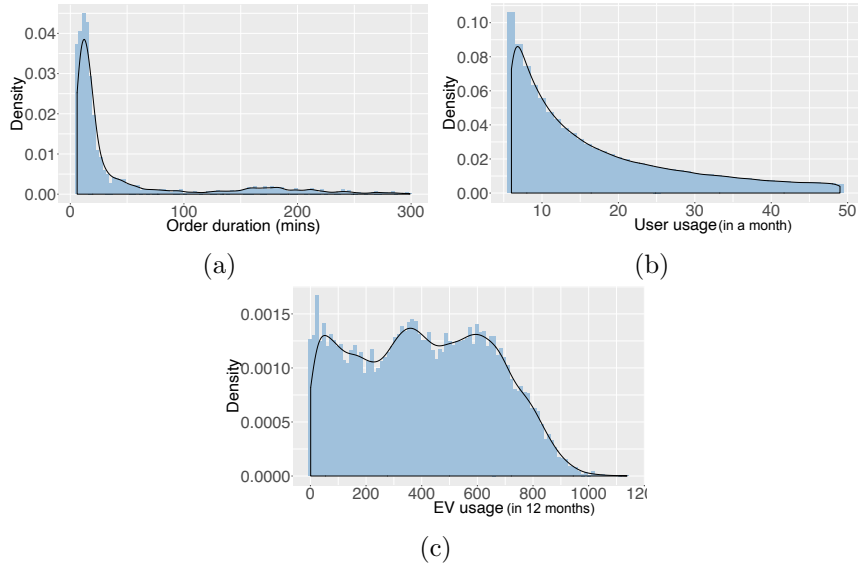 0.04
0.03
0.02
0.01
0.00
Density
0 100 200 300
Order duration (mins)
(a)
0.10
0.08
0.06
0.04
0.02
0.00
Density
10 20 30 40 50
User usage (in a month)
(b)
0.0015
0.0010
0.0005
0.0000
Density
0 200 400 600 800 1000 120
EV usage (in 12 months)
(c)